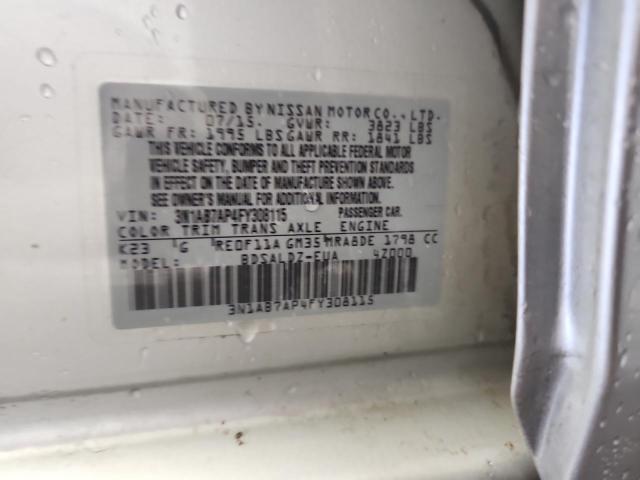 MANUFACTURED BY NISSAN MOTOR CO., LTD.
DATE: 07/15. GVWR: 3823 LBS
GAWR FR: 1995 LBS GAWR RR: 1841 LBS
THIS VEHICLE CONFORMS TO ALL APPLICABLE FEDERAL MOTOR
VEHICLE SAFETY, BUMPER AND THEFT PREVENTION STANDARDS
IN EFFECT ON THE DATE OF MANUFACTURE SHOWN ABOVE.
SEE OWNER'S MANUAL FOR ADDITIONAL INFORMATION
VIN: 3N1AB7AP4FY308115 PASSENGER CAR.
COLOR TRIM TRANS AXLE ENGINE
K23 G RE0F11A GM35 MRA8DE 1798 CC
MODEL: BDSALDZ-EUA 4Z000
3N1AB7AP4FY308115